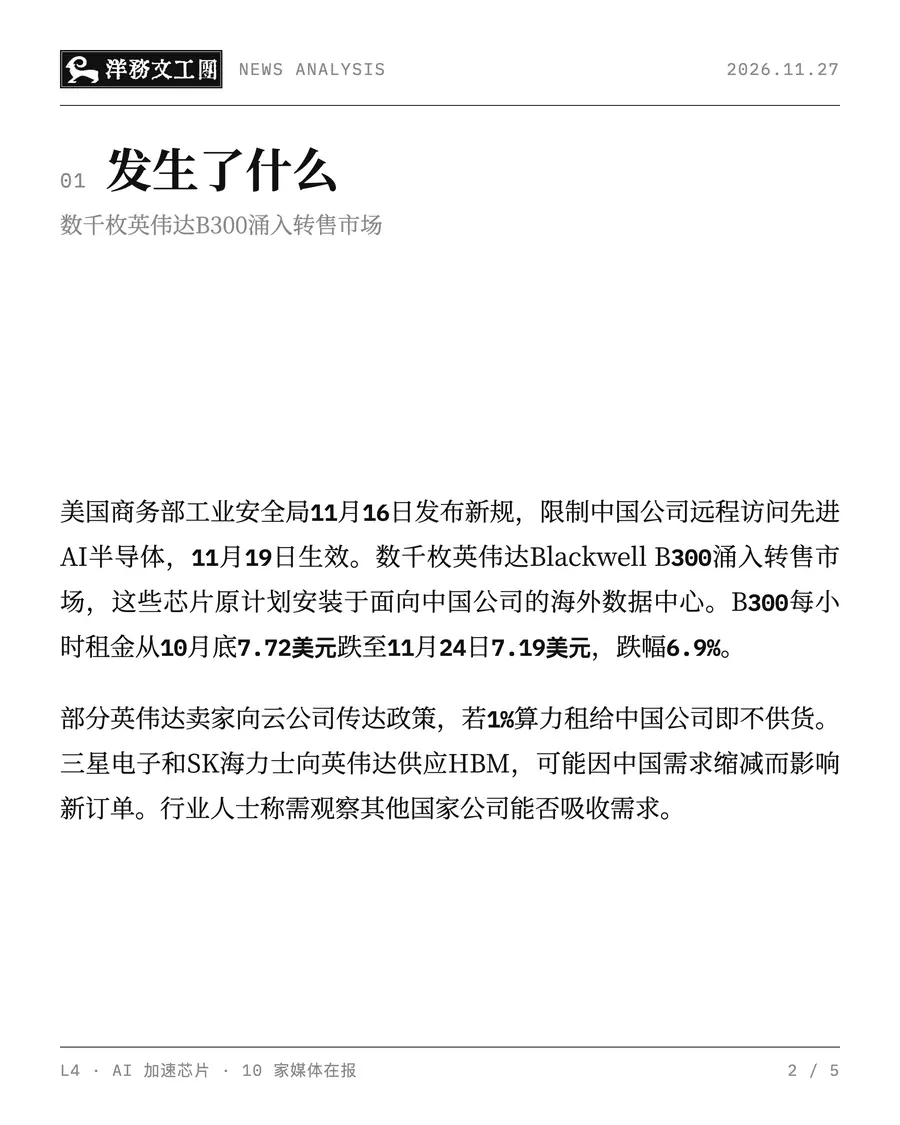 洋務文工團 NEWS ANALYSIS 2026.11.27
01 发生了什么
数千枚英伟达B300涌入转售市场
美国商务部工业安全局11月16日发布新规，限制中国公司远程访问先进
AI半导体，11月19日生效。数千枚英伟达Blackwell B300涌入转售市
场，这些芯片原计划安装于面向中国公司的海外数据中心。B300每小
时租金从10月底7.72美元跌至11月24日7.19美元，跌幅6.9%。
部分英伟达卖家向云公司传达政策，若1%算力租给中国公司即不供货。
三星电子和SK海力士向英伟达供应HBM，可能因中国需求缩减而影响
新订单。行业人士称需观察其他国家公司能否吸收需求。
L4 · AI 加速芯片 · 10 家媒体在报 2 / 5